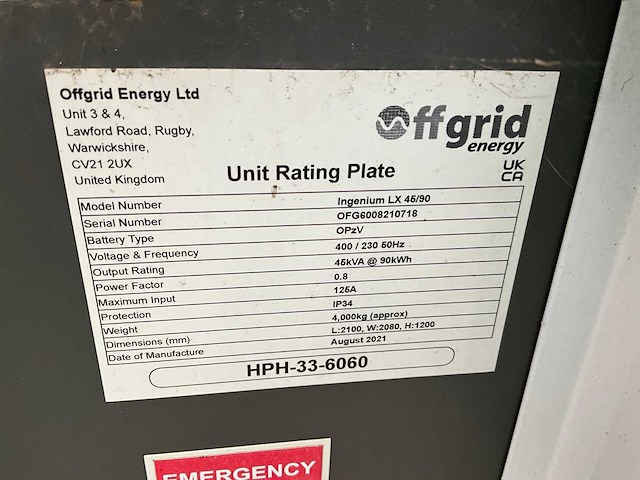 Offgrid Energy Ltd
Unit 3 & 4,
Lawford Road, Rugby,
Warwickshire,
CV21 2UX
United Kingdom
Offgrid
energy
UK
CA
Unit Rating Plate
Model Number Ingenium LX 45/90
Serial Number OFG6008210718
Battery Type OPzV
Voltage & Frequency 400 / 230 50Hz
Output Rating 45kVA @ 90kWh
Power Factor 0.8
Maximum Input 125A
Protection IP34
Weight 4,000kg (approx)
Dimensions (mm) L:2100, W:2080, H:1200
Date of Manufacture August 2021
HPH-33-6060
EMERGENCY